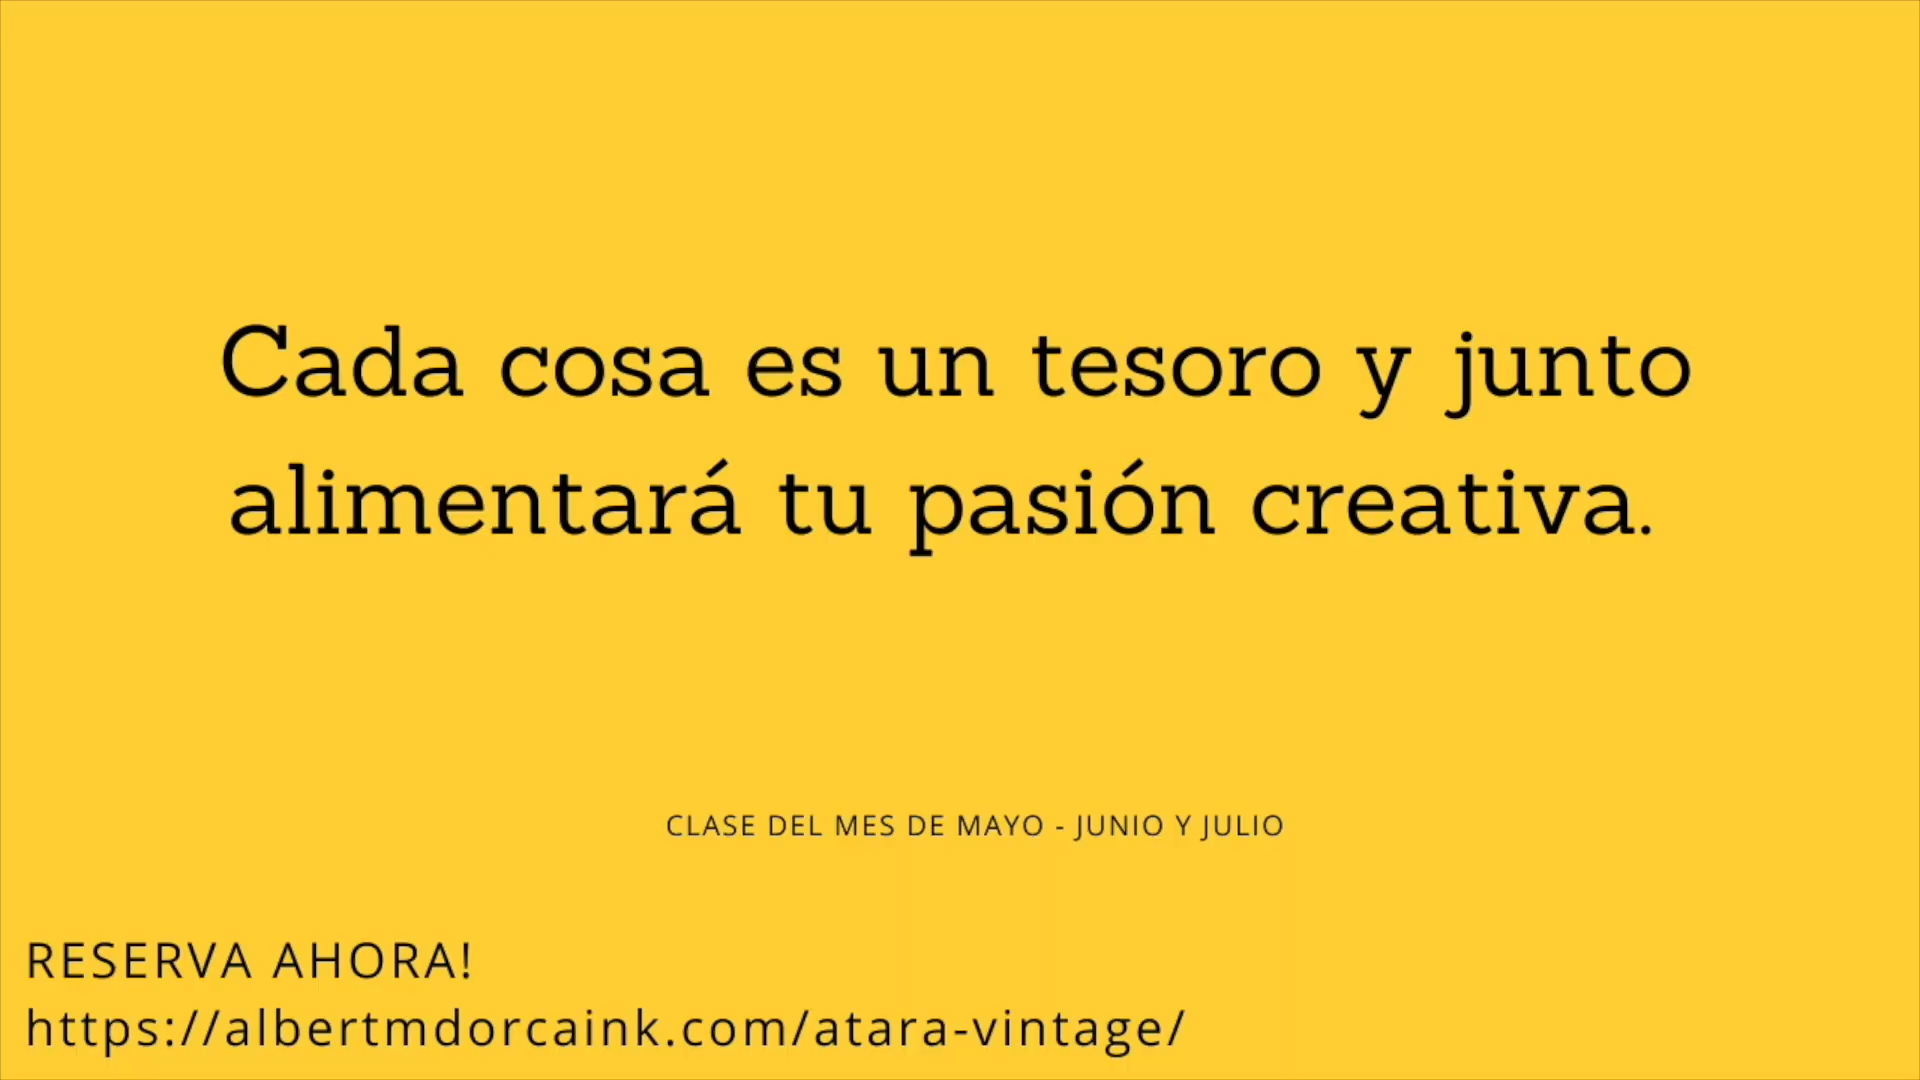 Cada cosa es un tesoro y junto
alimentará tu pasión creativa.
CLASE DEL MES DE MAYO - JUNIO Y JULIO
RESERVA AHORA!
https://albertmdorcaink.com/atara-vintage/